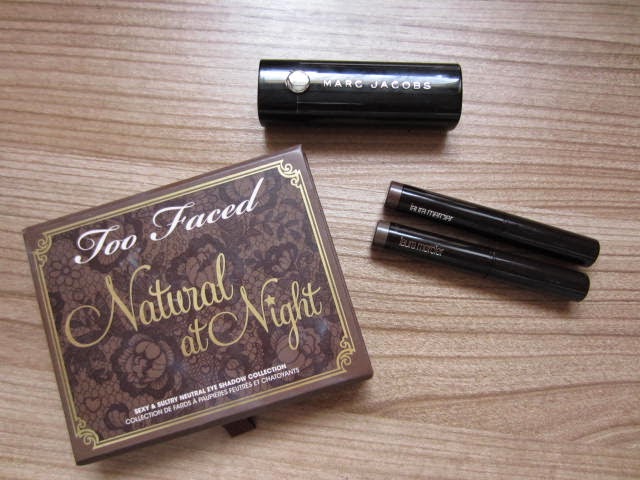 MARC JACOBS
laura mercier
laura mercier
Too Faced
Natural
at Night
SEXY & SULTRY NEUTRAL EYE SHADOW COLLECTION
COLLECTION DE FARDS À PAUPIÈRES FEUTRÉS ET CHATOYANTS